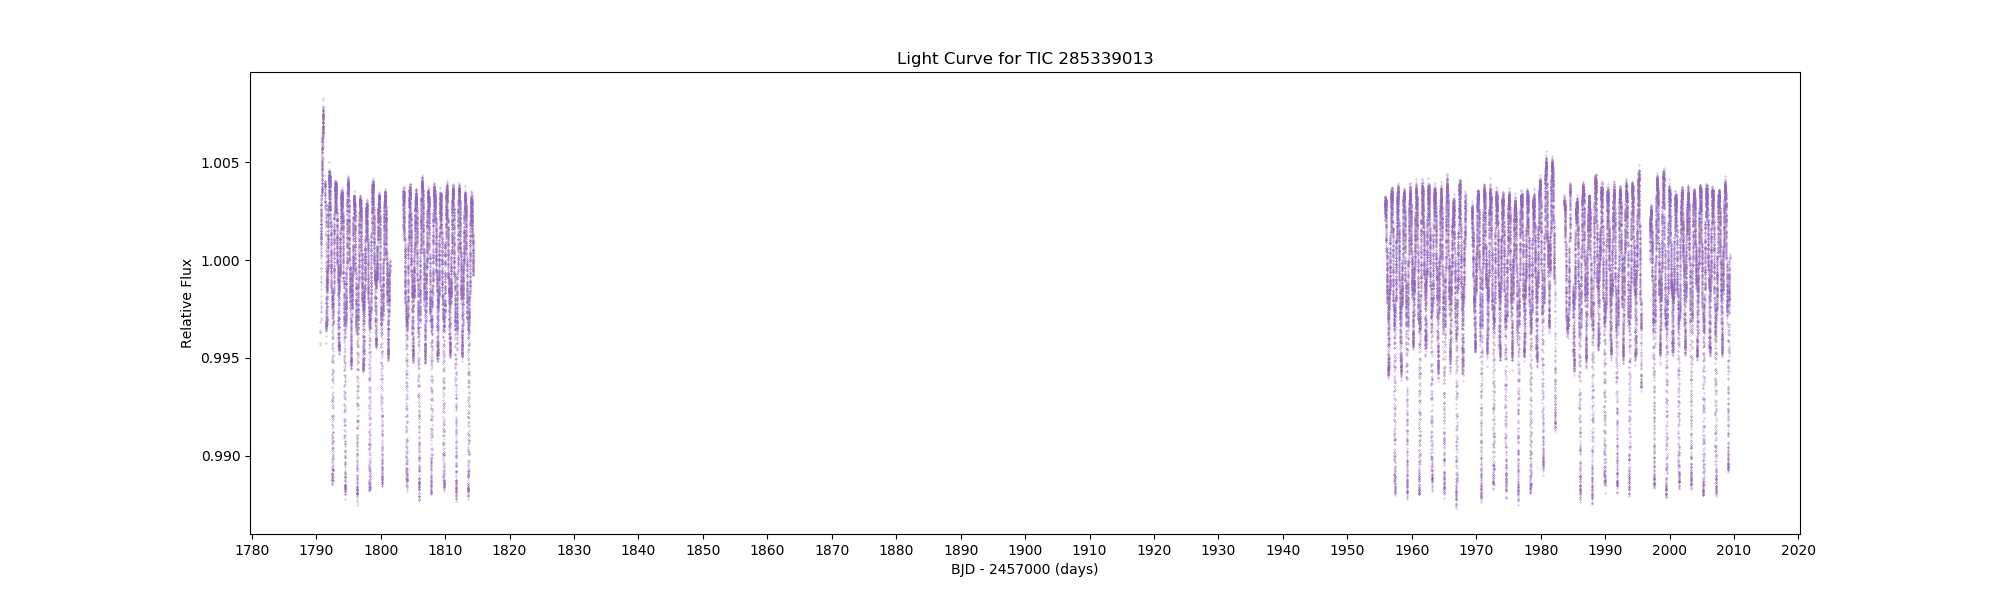 Light Curve for TIC 285339013
Relative Flux
1.005
1.000
0.995
0.990
1780 1790 1800 1810 1820 1830 1840 1850 1860 1870 1880 1890 1900 1910 1920 1930 1940 1950 1960 1970 1980 1990 2000 2010 2020
BJD - 2457000 (days)